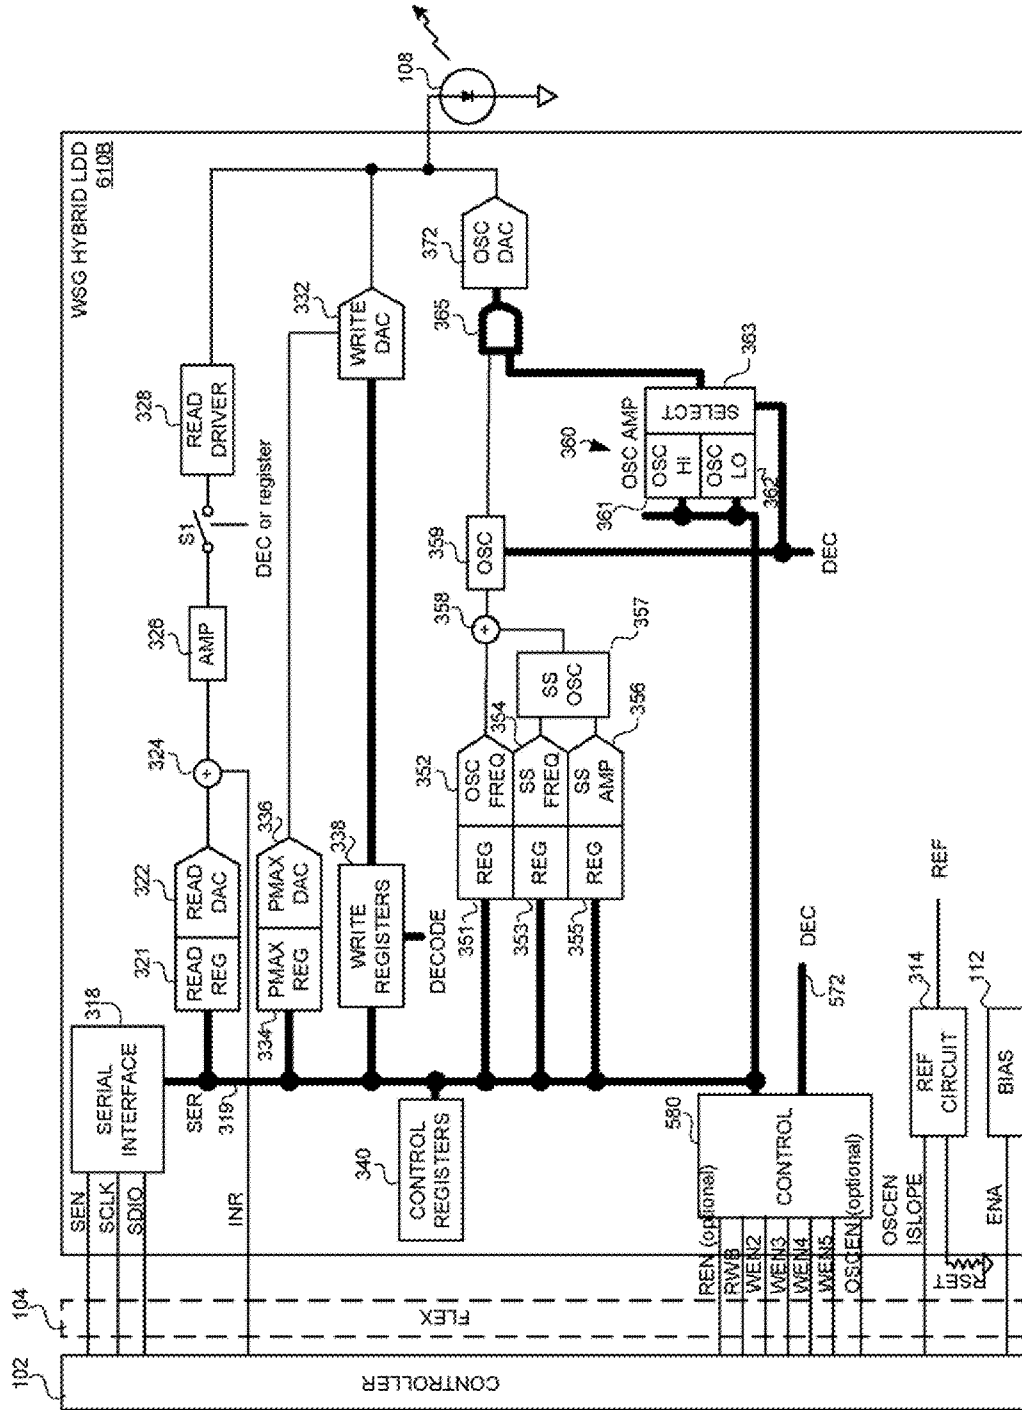 WSG HYBRID LDD
610B
102
CONTROLLER
104
FLEX
SEN
SCLK
SDIO
SERIAL
INTERFACE
318
SER
319
INR
321
READ
REG
322
READ
DAC
324
+
326
AMP
S1
DEC or register
328
READ
DRIVER
108
334
PMAX
REG
336
PMAX
DAC
WRITE
REGISTERS
338
DECODE
332
WRITE
DAC
340
CONTROL
REGISTERS
351
REG
352
OSC
FREQ
353
REG
354
SS
FREQ
355
REG
356
SS
AMP
357
SS
OSC
358
+
359
OSC
360
OSC AMP
361
OSC
HI
362
OSC
LO
363
SELECT
DEC
365
372
OSC
DAC
REN (optional)
RWB
WEN2
WEN3
WEN4
WEN5
OSCEN (optional)
580
CONTROL
572
DEC
OSCEN
ISLOPE
RSET
314
REF
CIRCUIT
REF
ENA
112
BIAS